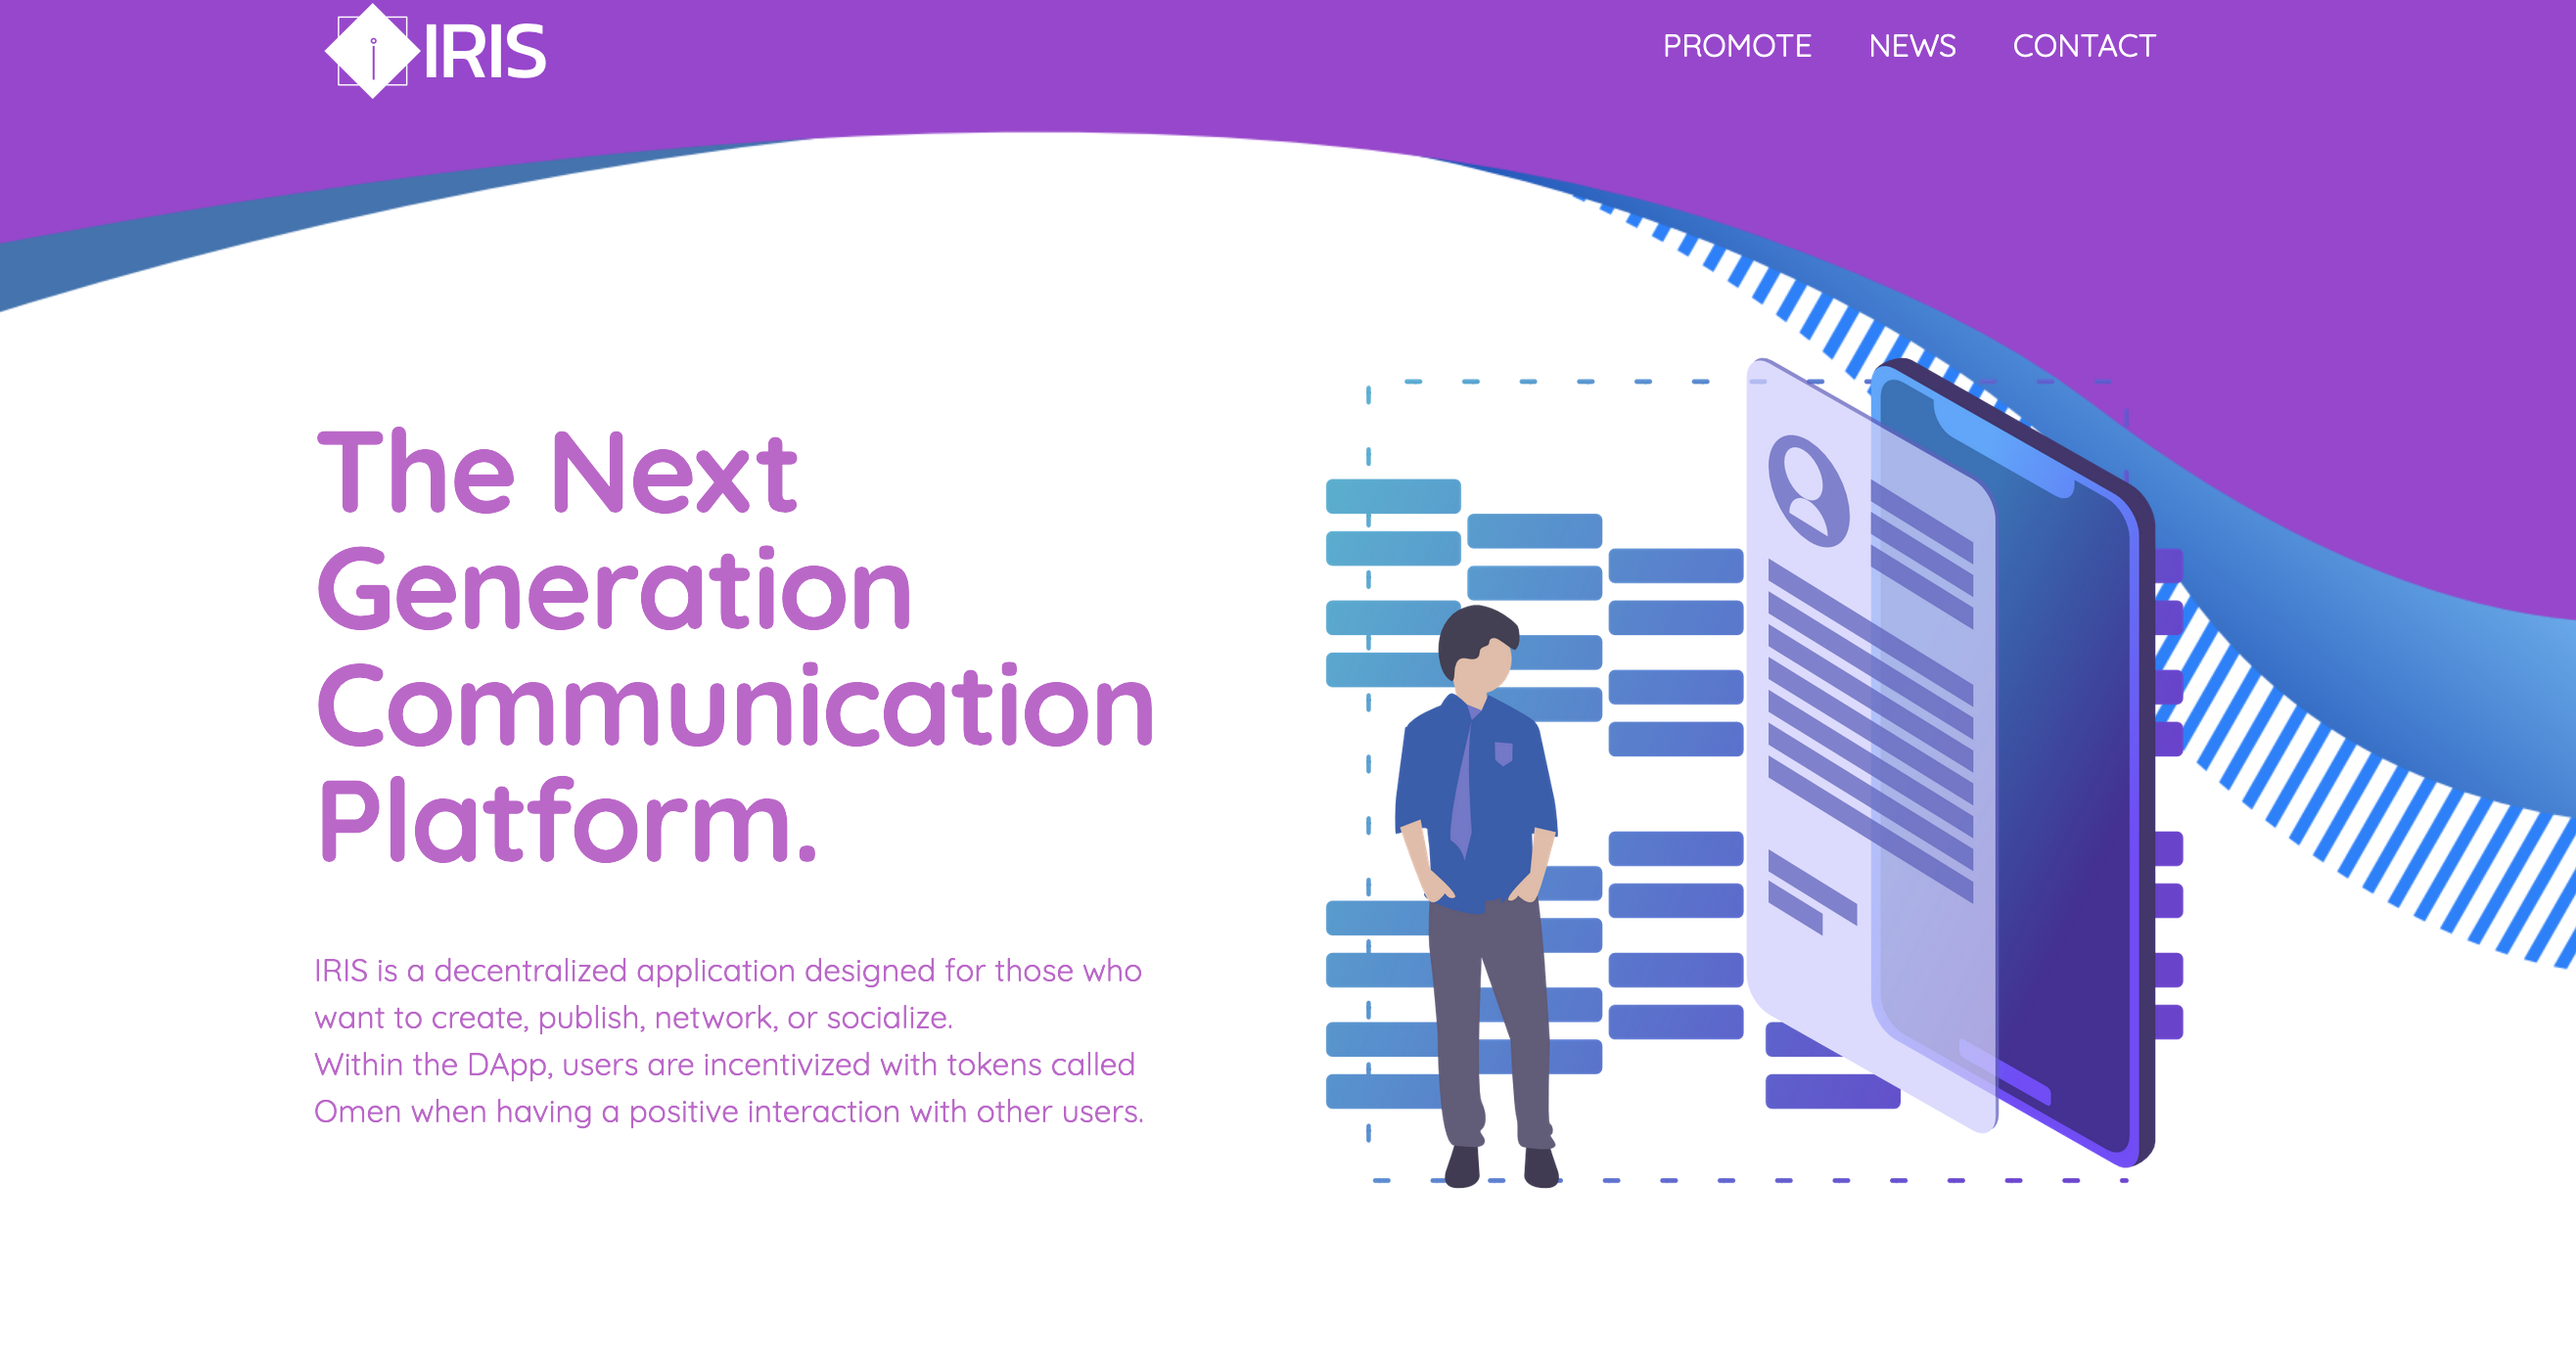 i IRIS
PROMOTE NEWS CONTACT
The Next
Generation
Communication
Platform.
IRIS is a decentralized application designed for those who
want to create, publish, network, or socialize.
Within the DApp, users are incentivized with tokens called
Omen when having a positive interaction with other users.